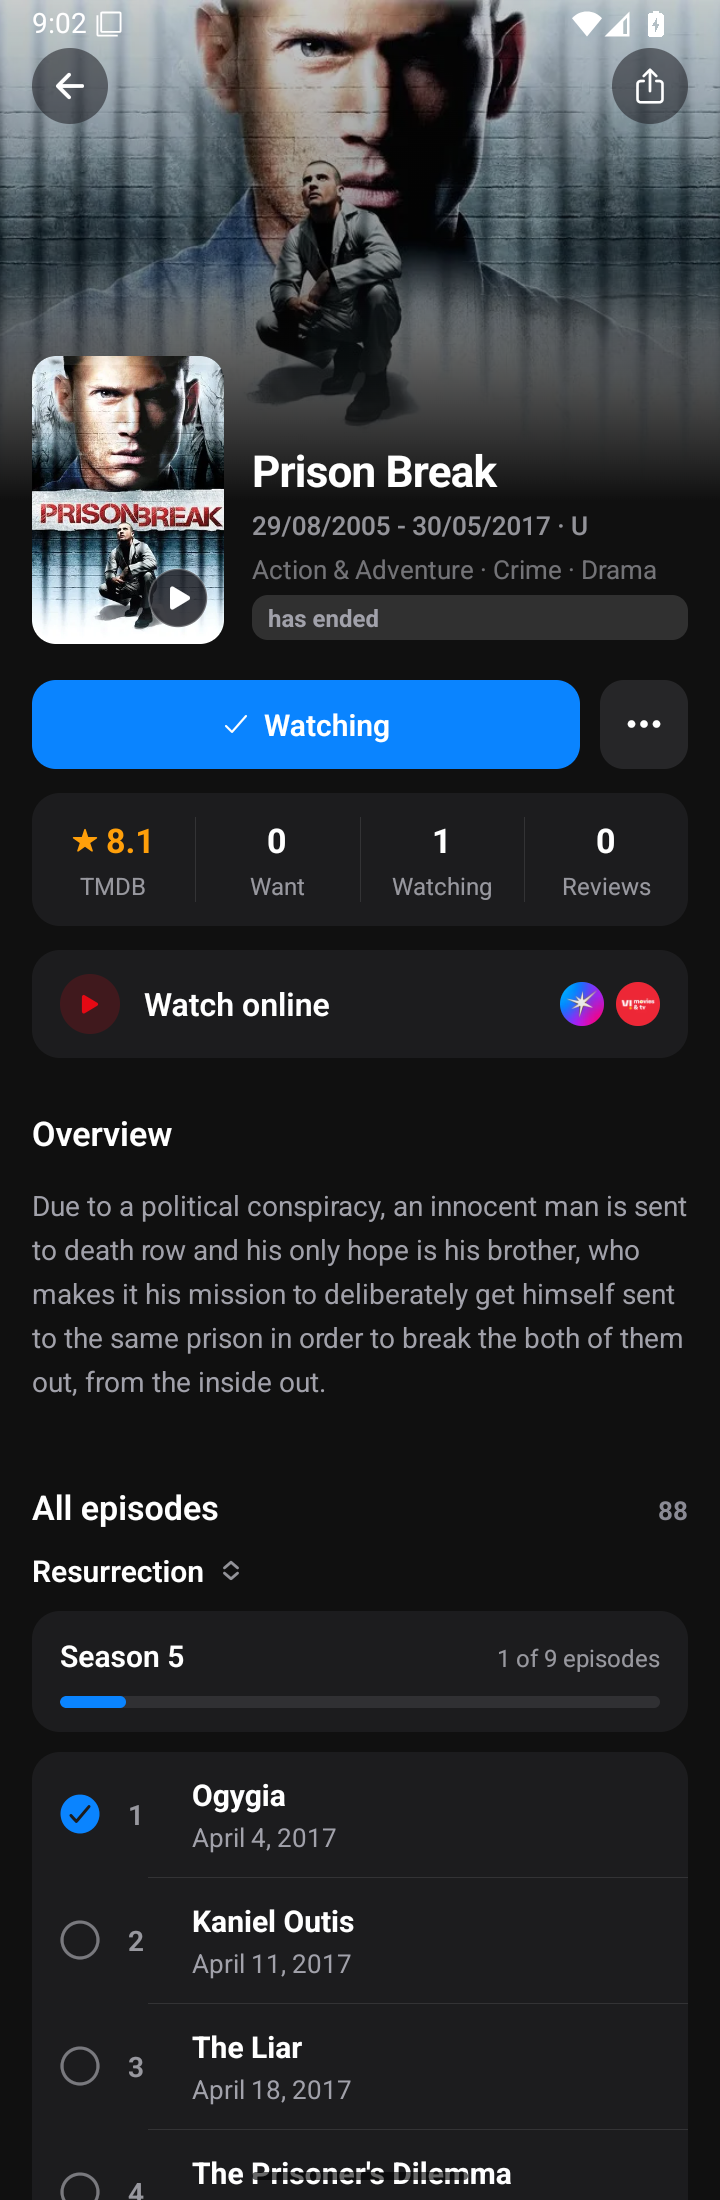 9:02
PRISON BREAK
Prison Break
29/08/2005 - 30/05/2017 · U
Action & Adventure · Crime · Drama
has ended
Watching
8.1
TMDB
0
Want
1
Watching
0
Reviews
Watch online
V! movies
& tv
Overview
Due to a political conspiracy, an innocent man is sent
to death row and his only hope is his brother, who
makes it his mission to deliberately get himself sent
to the same prison in order to break the both of them
out, from the inside out.
All episodes
88
Resurrection
Season 5
1 of 9 episodes
1
Ogygia
April 4, 2017
2
Kaniel Outis
April 11, 2017
3
The Liar
April 18, 2017
4
The Prisoner's Dilemma